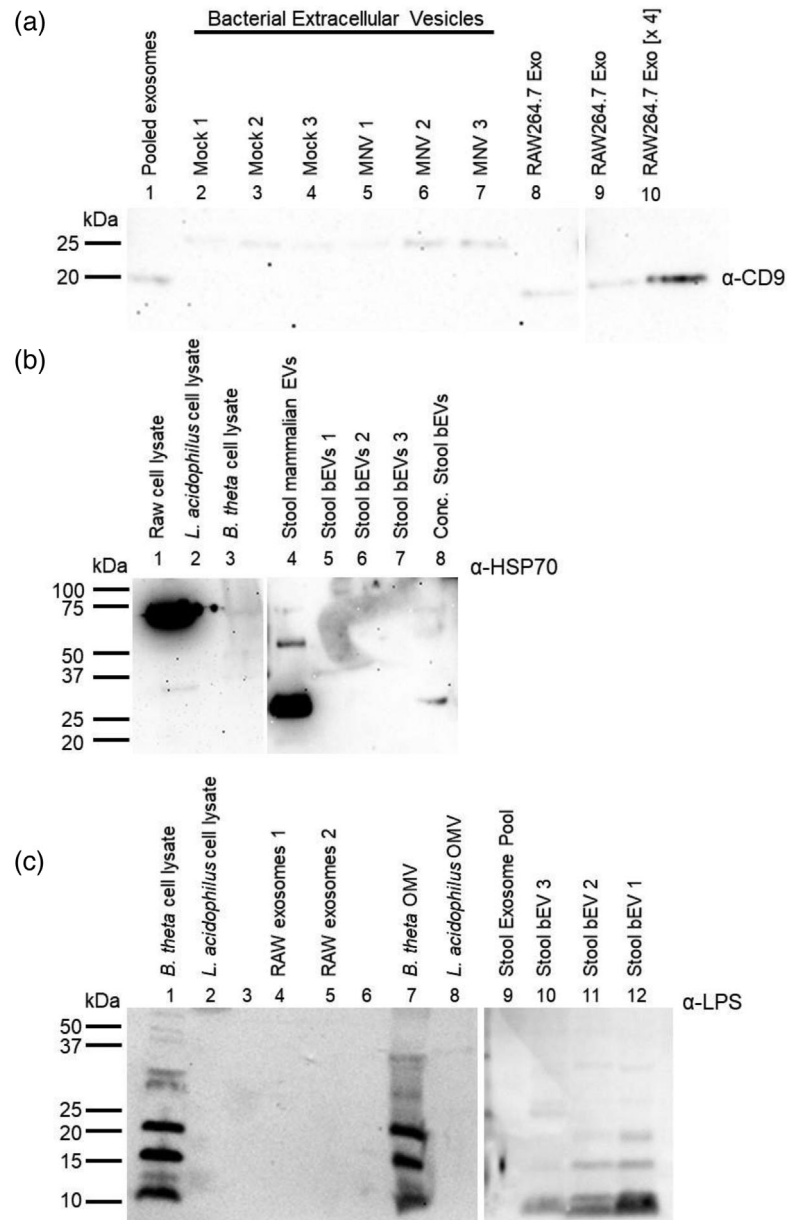 (a)
Bacterial Extracellular Vesicles
Pooled exosomes
Mock 1
Mock 2
Mock 3
MNV 1
MNV 2
MNV 3
RAW264.7 Exo
RAW264.7 Exo
RAW264.7 Exo [x 4]
1 2 3 4 5 6 7 8 9 10
kDa
25
20
α-CD9
(b)
Raw cell lysate
L. acidophilus cell lysate
B. theta cell lysate
Stool mammalian EVs
Stool bEVs 1
Stool bEVs 2
Stool bEVs 3
Conc. Stool bEVs
kDa
1 2 3 4 5 6 7 8
α-HSP70
100
75
50
37
25
20
(c)
B. theta cell lysate
L. acidophilus cell lysate
RAW exosomes 1
RAW exosomes 2
B. theta OMV
L. acidophilus OMV
Stool Exosome Pool
Stool bEV 3
Stool bEV 2
Stool bEV 1
kDa
1 2 3 4 5 6 7 8 9 10 11 12
α-LPS
50
37
25
20
15
10